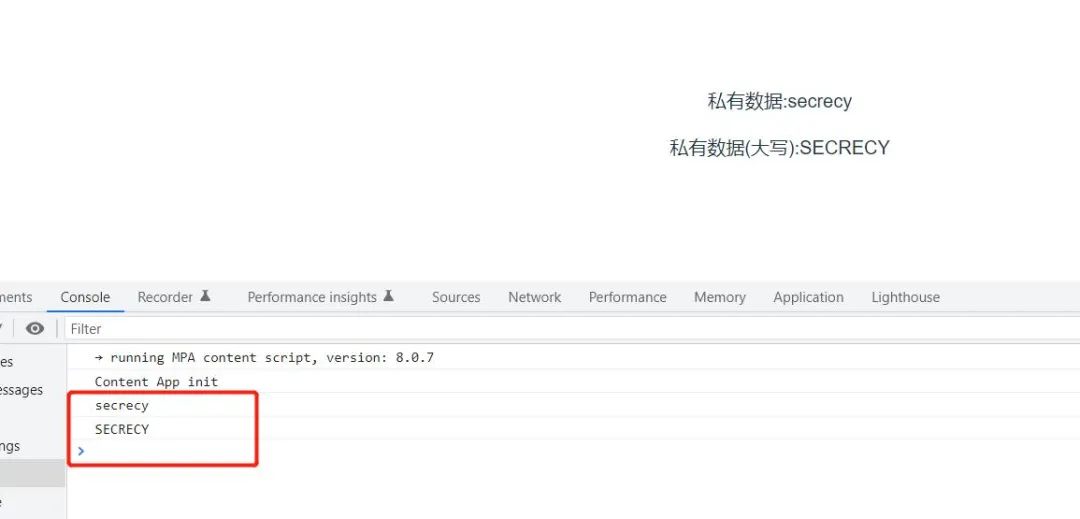 私有数据:secrecy
私有数据(大写):SECRECY
ments Console Recorder Performance insights Sources Network Performance Memory Application Lighthouse
Filter
es
→ running MPA content script, version: 8.0.7
essages
Content App init
secrecy
SECRECY
ngs
>
e